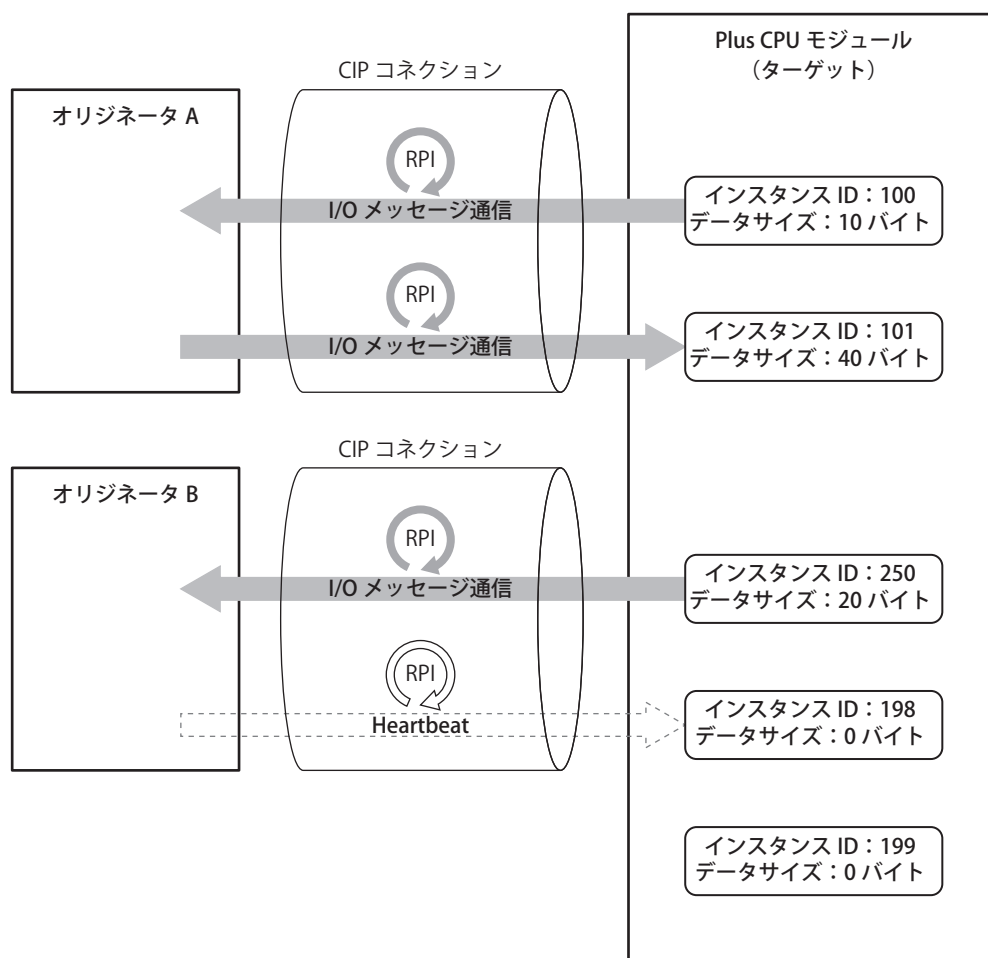 Plus CPU モジュール
（ターゲット）
CIP コネクション
オリジネータ A
RPI
I/O メッセージ通信
インスタンス ID：100
データサイズ：10 バイト
RPI
I/O メッセージ通信
インスタンス ID：101
データサイズ：40 バイト
CIP コネクション
オリジネータ B
RPI
I/O メッセージ通信
インスタンス ID：250
データサイズ：20 バイト
RPI
Heartbeat
インスタンス ID：198
データサイズ：0 バイト
インスタンス ID：199
データサイズ：0 バイト